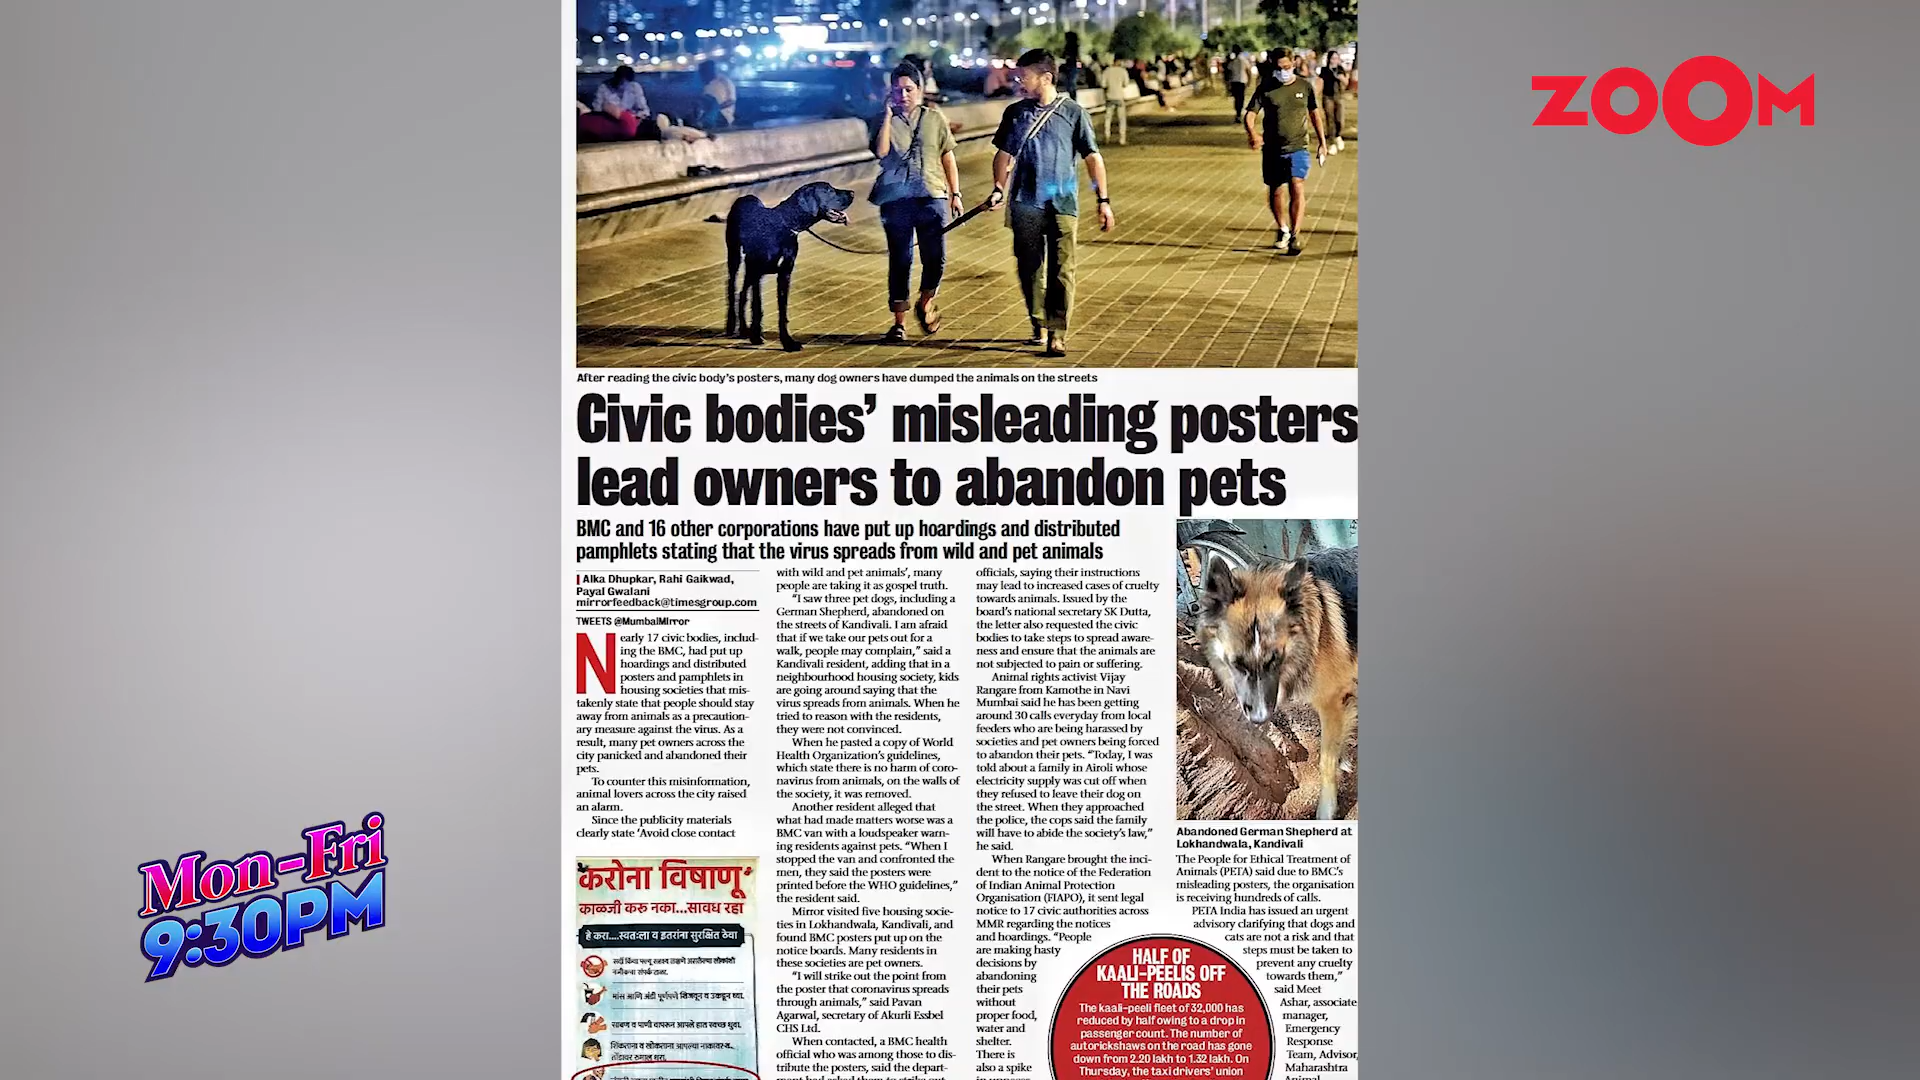 ZOOM
After reading the civic body's posters, many dog owners have dumped the animals on the streets
Civic bodies' misleading posters
lead owners to abandon pets
BMC and 16 other corporations have put up hoardings and distributed
pamphlets stating that the virus spreads from wild and pet animals
Alka Dhupkar, Rahi Gaikwad,
Payal Gwalani
mirrorfeedback@timesgroup.com
TWEETS @MumbaiMirror
Nearly 17 civic bodies, includ-
ing the BMC, had put up
hoardings and distributed
posters and pamphlets in
housing societies that mis-
takenly state that people should stay
away from animals as a precaution-
ary measure against the virus. As a
result, many pet owners across the
city panicked and abandoned their
pets.
To counter this misinformation,
animal lovers across the city raised
an alarm.
Since the publicity materials
clearly state 'Avoid close contact
करोना विषाणू
काळजी करू नका...सावध रहा
हे करा....स्वतःला व इतरांना सुरक्षित ठेवा
मांस आणि अंडी पूर्णपणे शिजवून व उकडून घ्या.
साबण व पाणी वापरून आपले हात स्वच्छ धुवा.
शिंकताना व खोकताना आपल्या नाकावर व
तोंडावर रुमाल धरा.
with wild and pet animals', many
people are taking it as gospel truth.
"I saw three pet dogs, including a
German Shepherd, abandoned on
the streets of Kandivali. I am afraid
that if we take our pets out for a
walk, people may complain," said a
Kandivali resident, adding that in a
neighbourhood housing society, kids
are going around saying that the
virus spreads from animals. When he
tried to reason with the residents,
they were not convinced.
When he pasted a copy of World
Health Organization's guidelines,
which state there is no harm of coro-
navirus from animals, on the walls of
the society, it was removed.
Another resident alleged that
what had made matters worse was a
BMC van with a loudspeaker warn-
ing residents against pets. "When I
stopped the van and confronted the
men, they said the posters were
printed before the WHO guidelines,"
the resident said.
Mirror visited five housing socie-
ties in Lokhandwala, Kandivali, and
found BMC posters put up on the
notice boards. Many residents in
these societies are pet owners.
"I will strike out the point from
the poster that coronavirus spreads
through animals," said Pavan
Agarwal, secretary of Akurli Essbel
CHS Ltd.
When contacted, a BMC health
official who was among those to dis-
tribute the posters, said the depart-
officials, saying their instructions
may lead to increased cases of cruelty
towards animals. Issued by the
board's national secretary SK Dutta,
the letter also requested the civic
bodies to take steps to spread aware-
ness and ensure that the animals are
not subjected to pain or suffering.
Animal rights activist Vijay
Rangare from Kamothe in Navi
Mumbai said he has been getting
around 30 calls everyday from local
feeders who are being harassed by
societies and pet owners being forced
to abandon their pets. "Today, I was
told about a family in Airoli whose
electricity supply was cut off when
they refused to leave their dog on
the street. When they approached
the police, the cops said the family
will have to abide the society's law,"
he said.
When Rangare brought the inci-
dent to the notice of the Federation
of Indian Animal Protection
Organisation (FIAPO), it sent legal
notice to 17 civic authorities across
MMR regarding the notices
and hoardings. "People
are making hasty
decisions by
abandoning
their pets
without
proper food,
water and
shelter.
There is
also a spike
HALF OF
KAALI-PEELIS OFF
THE ROADS
The kaali-peeli fleet of 32,000 has
reduced by half owing to a drop in
passenger count. The number of
autorickshaws on the road has gone
down from 2.20 lakh to 1.32 lakh. On
Thursday, the taxi drivers' union
Abandoned German Shepherd at
Lokhandwala, Kandivali
The People for Ethical Treatment of
Animals (PETA) said due to BMC's
misleading posters, the organisation
is receiving hundreds of calls.
PETA India has issued an urgent
advisory clarifying that dogs and
cats are not a risk and that
steps must be taken to
prevent any cruelty
towards them,"
said Meet
Ashar, associate
manager,
Emergency
Response
Team, Advisor,
Maharashtra
Animal
Mon-Fri
9:30PM